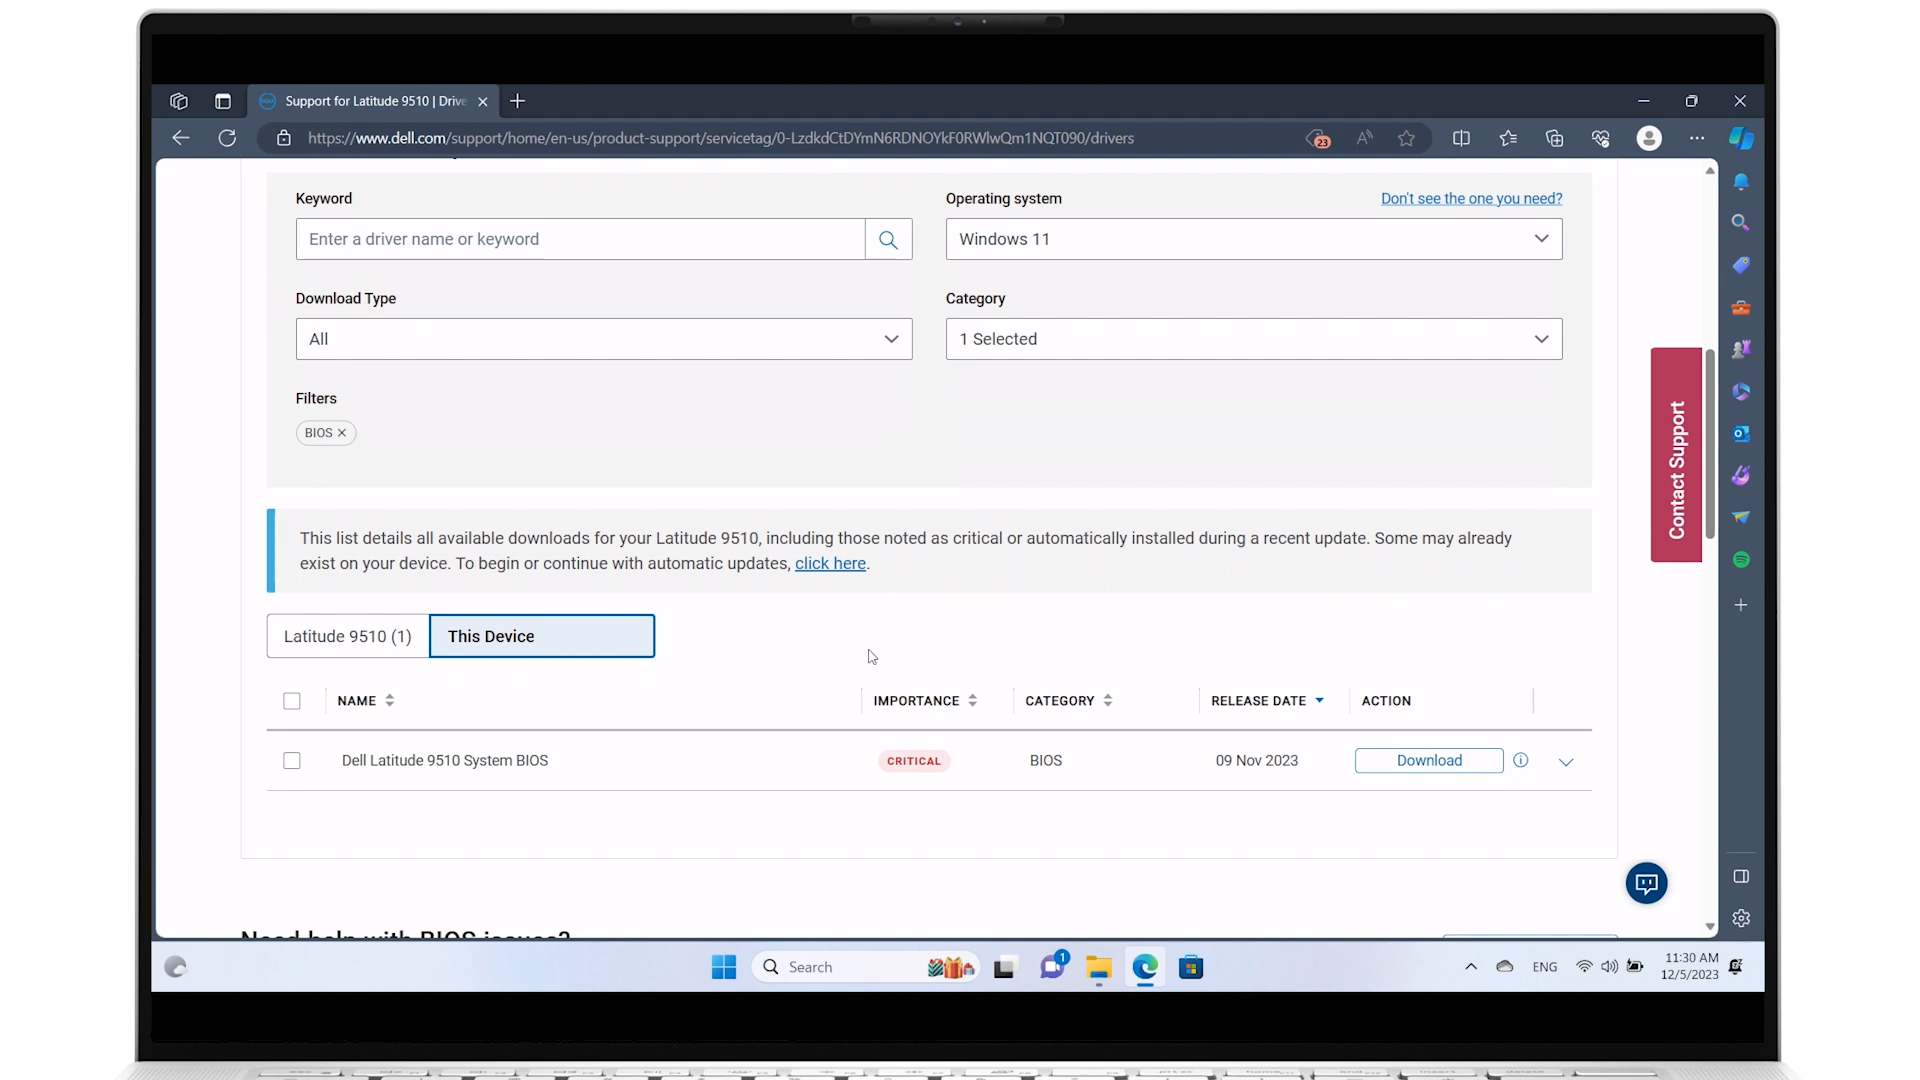 Support for Latitude 9510 | Drive
https://www.dell.com/support/home/en-us/product-support/servicetag/0-LzdkdCtDYmN6RDNOYkF0RWlwQm1NQT090/drivers
23
Keyword
Operating system
Don't see the one you need?
Enter a driver name or keyword
Windows 11
Download Type
Category
All
1 Selected
Filters
BIOS
This list details all available downloads for your Latitude 9510, including those noted as critical or automatically installed during a recent update. Some may already
exist on your device. To begin or continue with automatic updates, click here.
Contact Support
Latitude 9510 (1)
This Device
NAME
IMPORTANCE
CATEGORY
RELEASE DATE
ACTION
Dell Latitude 9510 System BIOS
CRITICAL
BIOS
09 Nov 2023
Download
Need help with BIOS issues?
Search
1
ENG
11:30 AM
12/5/2023